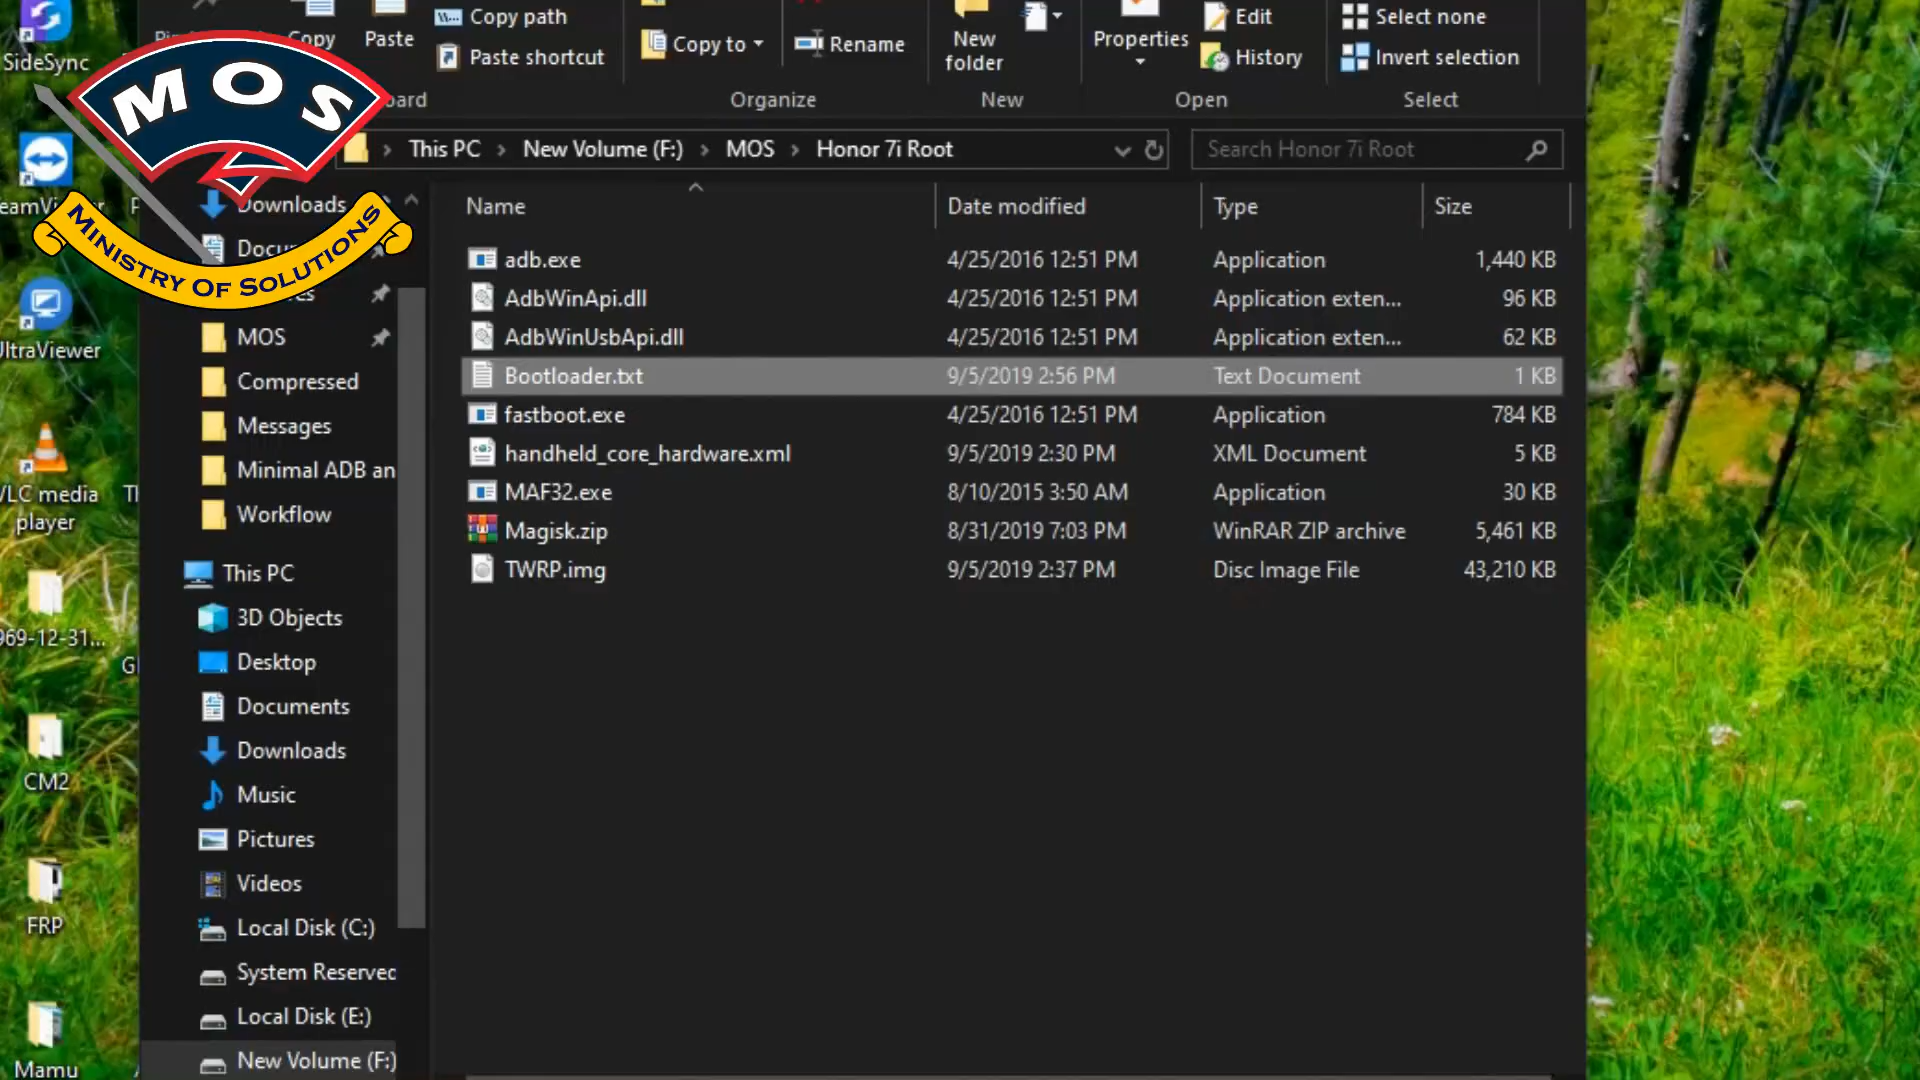 Copy
Paste
Copy path
Paste shortcut
Copy to
Rename
New
folder
Properties
Edit
History
Select none
Invert selection
Organize
New
Open
Select
MOS
MINISTRY OF SOLUTIONS
This PC > New Volume (F:) > MOS > Honor 7i Root
Search Honor 7i Root
Name Date modified Type Size
adb.exe 4/25/2016 12:51 PM Application 1,440 KB
AdbWinApi.dll 4/25/2016 12:51 PM Application exten... 96 KB
AdbWinUsbApi.dll 4/25/2016 12:51 PM Application exten... 62 KB
Bootloader.txt 9/5/2019 2:56 PM Text Document 1 KB
fastboot.exe 4/25/2016 12:51 PM Application 784 KB
handheld_core_hardware.xml 9/5/2019 2:30 PM XML Document 5 KB
MAF32.exe 8/10/2015 3:50 AM Application 30 KB
Magisk.zip 8/31/2019 7:03 PM WinRAR ZIP archive 5,461 KB
TWRP.img 9/5/2019 2:37 PM Disc Image File 43,210 KB
Downloads
MOS
Compressed
Messages
Minimal ADB an
Workflow
This PC
3D Objects
Desktop
Documents
Downloads
Music
Pictures
Videos
Local Disk (C:)
System Reserved
Local Disk (E:)
New Volume (F:)
SideSync
UltraViewer
VLC media
player
969-12-31...
CM2
FRP
Mamu